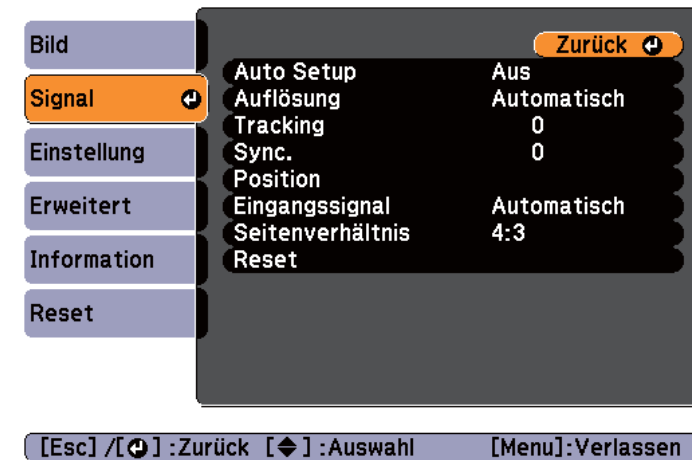 Bild
Signal
Einstellung
Erweitert
Information
Reset
Zurück
Auto Setup Aus
Auflösung Automatisch
Tracking 0
Sync. 0
Position
Eingangssignal Automatisch
Seitenverhältnis 4:3
Reset
[Esc] /[⏎] :Zurück [◆] :Auswahl [Menu]:Verlassen